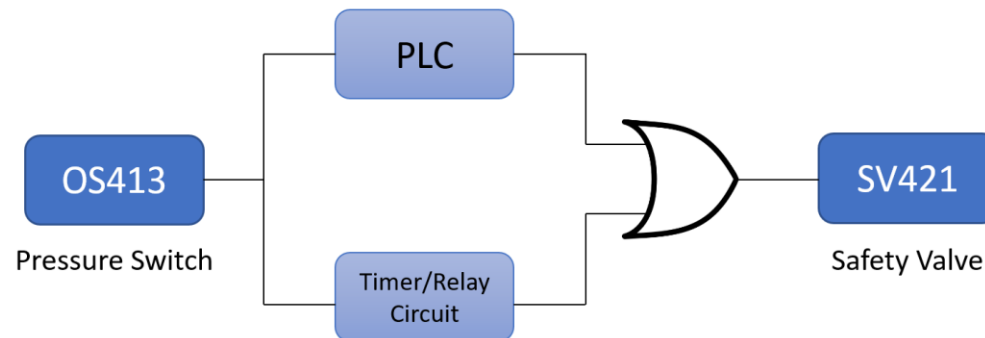 PLC
OS413
SV421
Pressure Switch
Safety Valve
Timer/Relay
Circuit